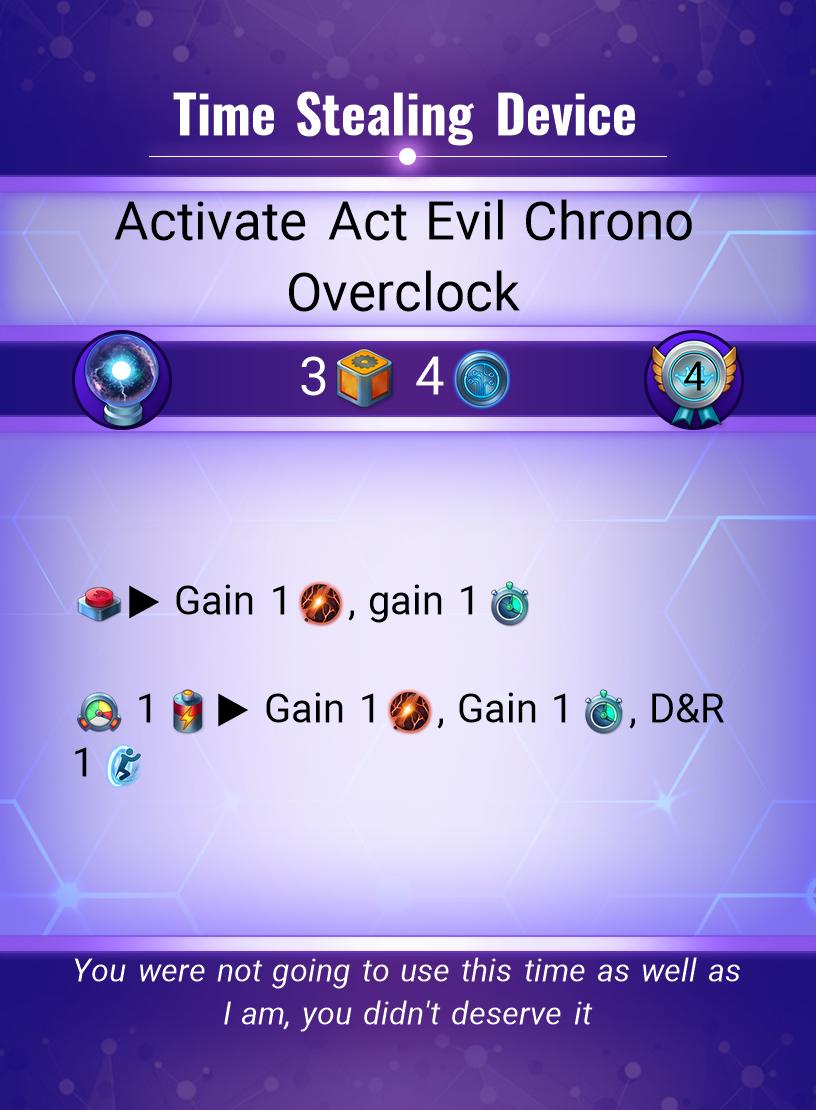 Time Stealing Device
Activate Act Evil Chrono
Overclock
3 4 4
▶ Gain 1, gain 1
1 ▶ Gain 1, Gain 1, D&R
1
You were not going to use this time as well as
I am, you didn't deserve it